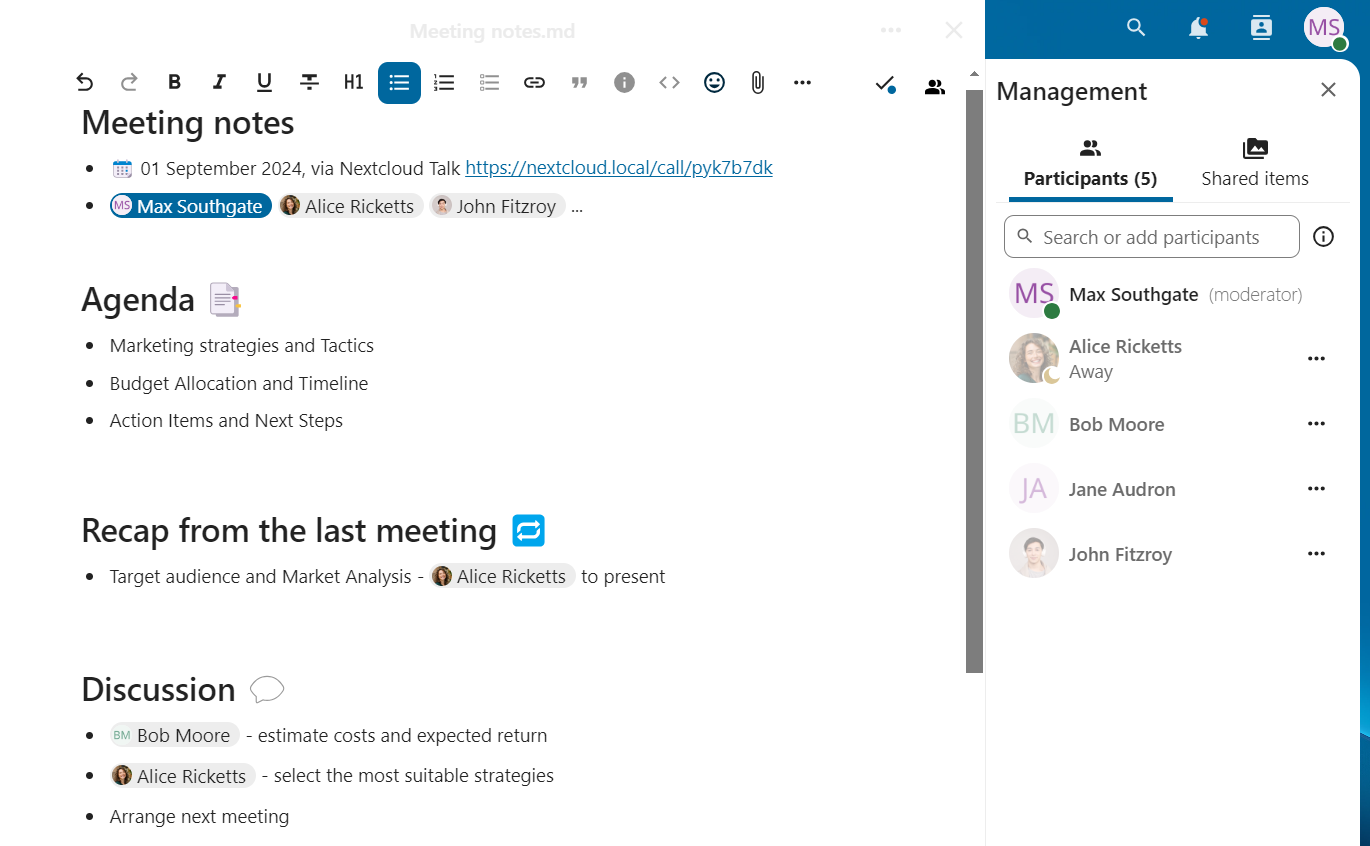 Meeting notes.md
MS
H1
Meeting notes
01 September 2024, via Nextcloud Talk https://nextcloud.local/call/pyk7b7dk
MS Max Southgate Alice Ricketts John Fitzroy ...
Agenda
Marketing strategies and Tactics
Budget Allocation and Timeline
Action Items and Next Steps
Recap from the last meeting
Target audience and Market Analysis - Alice Ricketts to present
Discussion
BM Bob Moore - estimate costs and expected return
Alice Ricketts - select the most suitable strategies
Arrange next meeting
Management
Participants (5) Shared items
Search or add participants
MS Max Southgate (moderator)
Alice Ricketts
Away
BM Bob Moore
JA Jane Audron
John Fitzroy